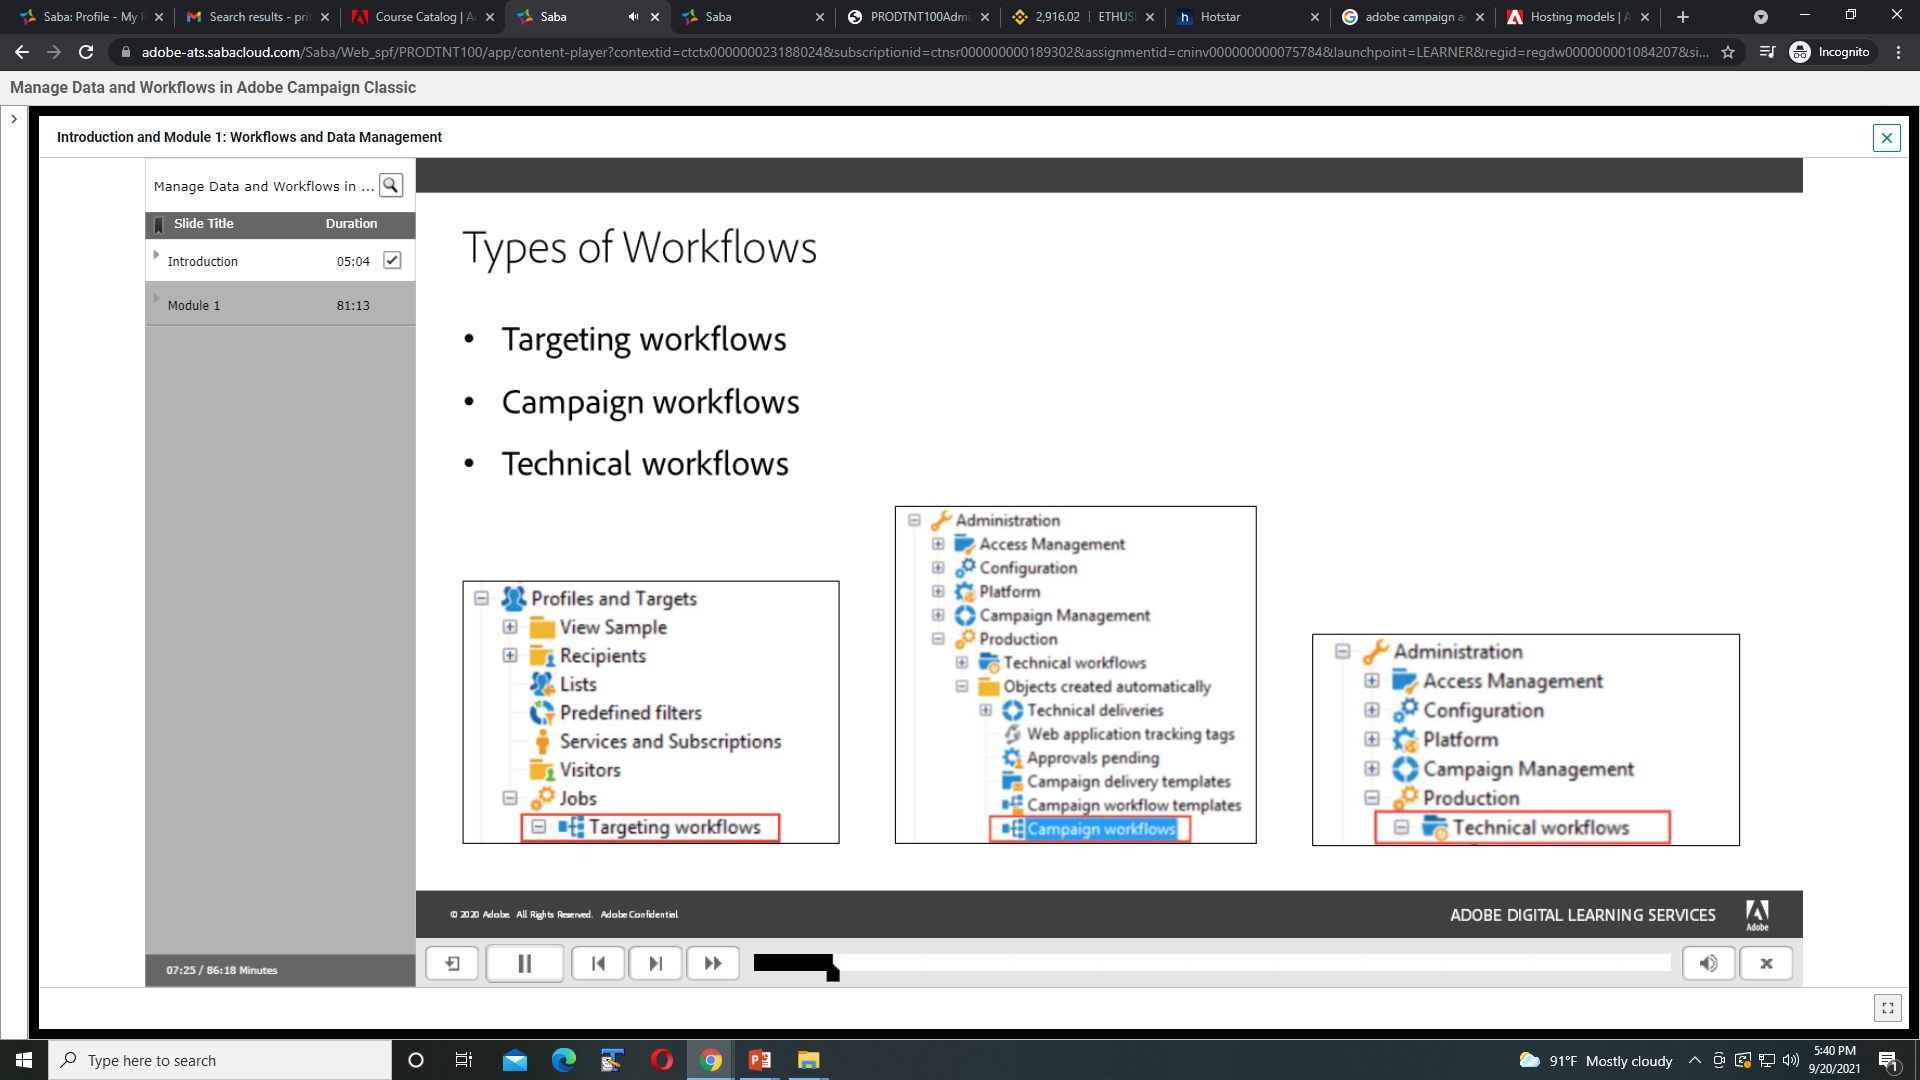 Saba: Profile - My P
Search results - prit
Course Catalog | A
Saba
Saba
PRODTNT100Admi
2,916.02 | ETHUS
Hotstar
adobe campaign a
Hosting models | A
adobe-ats.sabacloud.com/Saba/Web_spf/PRODTNT100/app/content-player?contextid=ctctx000000023188024&subscriptionid=ctnsr0000000000189302&assignmentid=cninv000000000075784&launchpoint=LEARNER&regid=regdw000000001084207&si...
Incognito
Manage Data and Workflows in Adobe Campaign Classic
Introduction and Module 1: Workflows and Data Management
Manage Data and Workflows in ...
Slide Title Duration
Introduction 05:04
Module 1 81:13
07:25 / 86:18 Minutes
Types of Workflows
• Targeting workflows
• Campaign workflows
• Technical workflows
Profiles and Targets
View Sample
Recipients
Lists
Predefined filters
Services and Subscriptions
Visitors
Jobs
Targeting workflows
Administration
Access Management
Configuration
Platform
Campaign Management
Production
Technical workflows
Objects created automatically
Technical deliveries
Web application tracking tags
Approvals pending
Campaign delivery templates
Campaign workflow templates
Campaign workflows
Administration
Access Management
Configuration
Platform
Campaign Management
Production
Technical workflows
© 2020 Adobe. All Rights Reserved. Adobe Confidential
ADOBE DIGITAL LEARNING SERVICES
Adobe
Type here to search
91°F Mostly cloudy
5:40 PM
9/20/2021
1